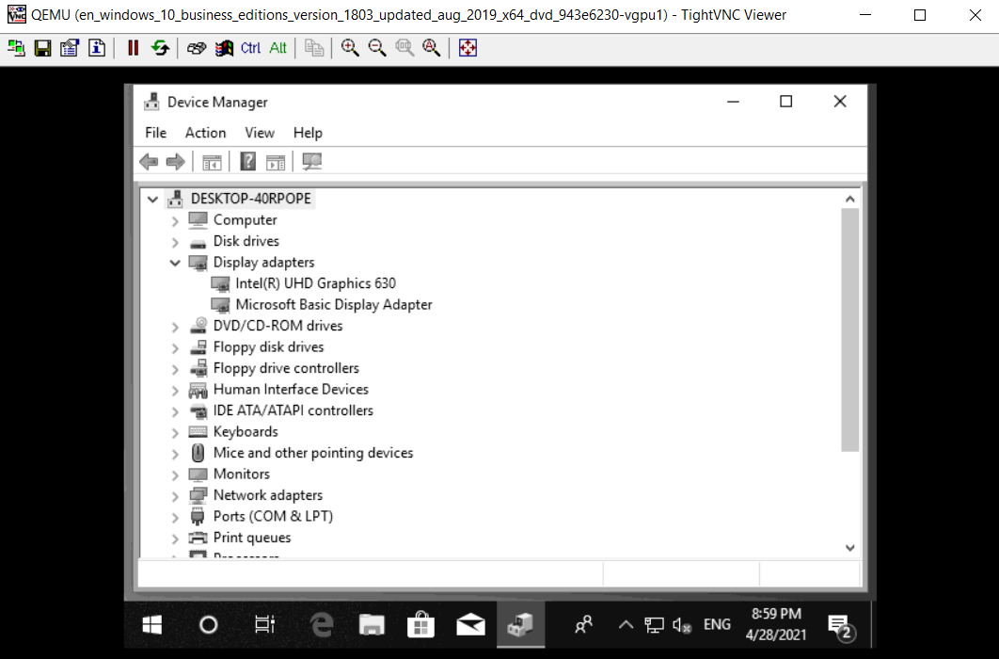 QEMU (en_windows_10_business_editions_version_1803_updated_aug_2019_x64_dvd_943e6230-vgpu1) - TightVNC Viewer
Ctrl Alt
Device Manager
File Action View Help
DESKTOP-40RPOPE
Computer
Disk drives
Display adapters
Intel(R) UHD Graphics 630
Microsoft Basic Display Adapter
DVD/CD-ROM drives
Floppy disk drives
Floppy drive controllers
Human Interface Devices
IDE ATA/ATAPI controllers
Keyboards
Mice and other pointing devices
Monitors
Network adapters
Ports (COM & LPT)
Print queues
Processors
ENG
8:59 PM
4/28/2021
2